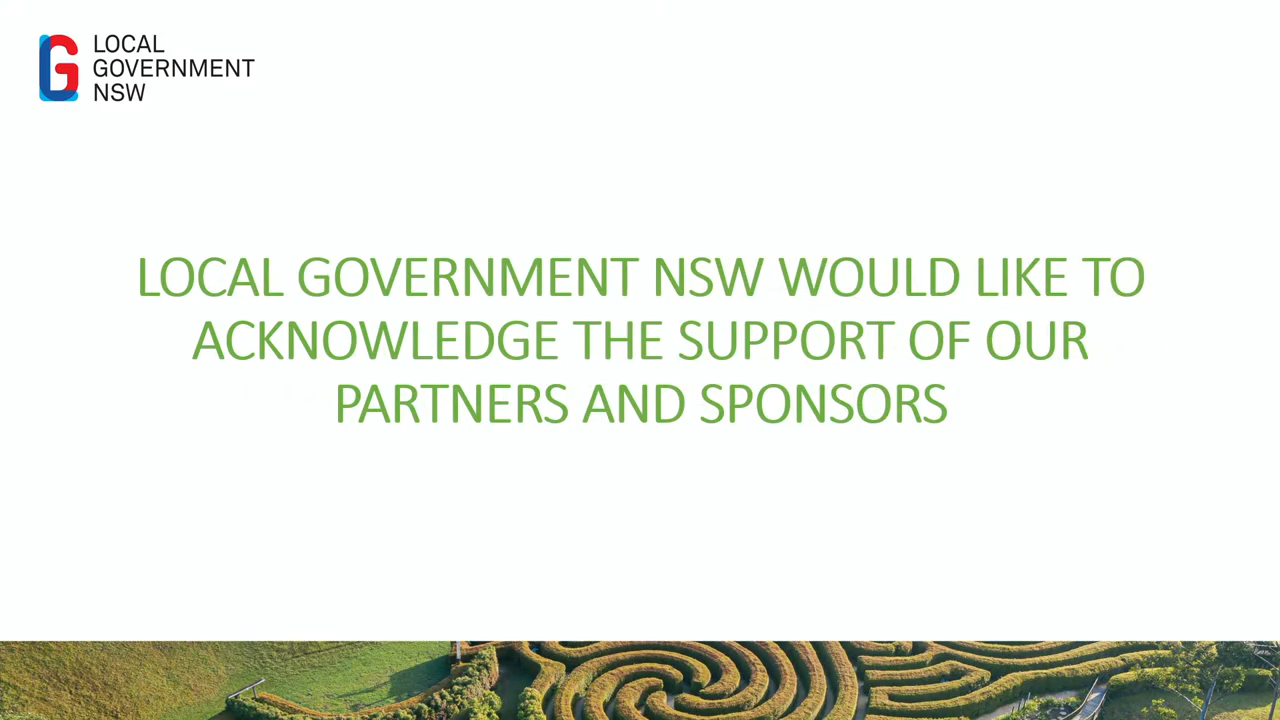 LOCAL
GOVERNMENT
NSW
LOCAL GOVERNMENT NSW WOULD LIKE TO
ACKNOWLEDGE THE SUPPORT OF OUR
PARTNERS AND SPONSORS